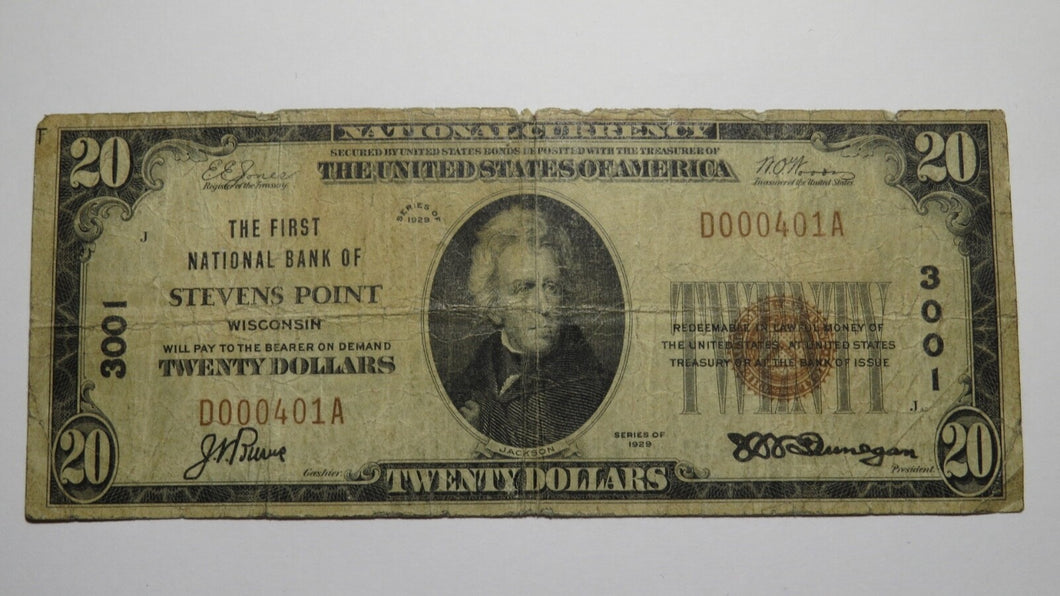 NATIONAL CURRENCY
SECURED BY UNITED STATES BONDS DEPOSITED WITH THE TREASURER OF
THE UNITED STATES OF AMERICA
20
20
E.E. Jones
Register of the Treasury
W.O. Woods
Treasurer of the United States
SERIES OF
1929
D000401A
J
THE FIRST
NATIONAL BANK OF
STEVENS POINT
WISCONSIN
WILL PAY TO THE BEARER ON DEMAND
TWENTY DOLLARS
3001
3001
TWENTY
REDEEMABLE IN LAWFUL MONEY OF
THE UNITED STATES, AT UNITED STATES
TREASURY OR AT THE BANK OF ISSUE
D000401A
J
Cashier
JACKSON
SERIES OF
1929
President
20
TWENTY DOLLARS
20